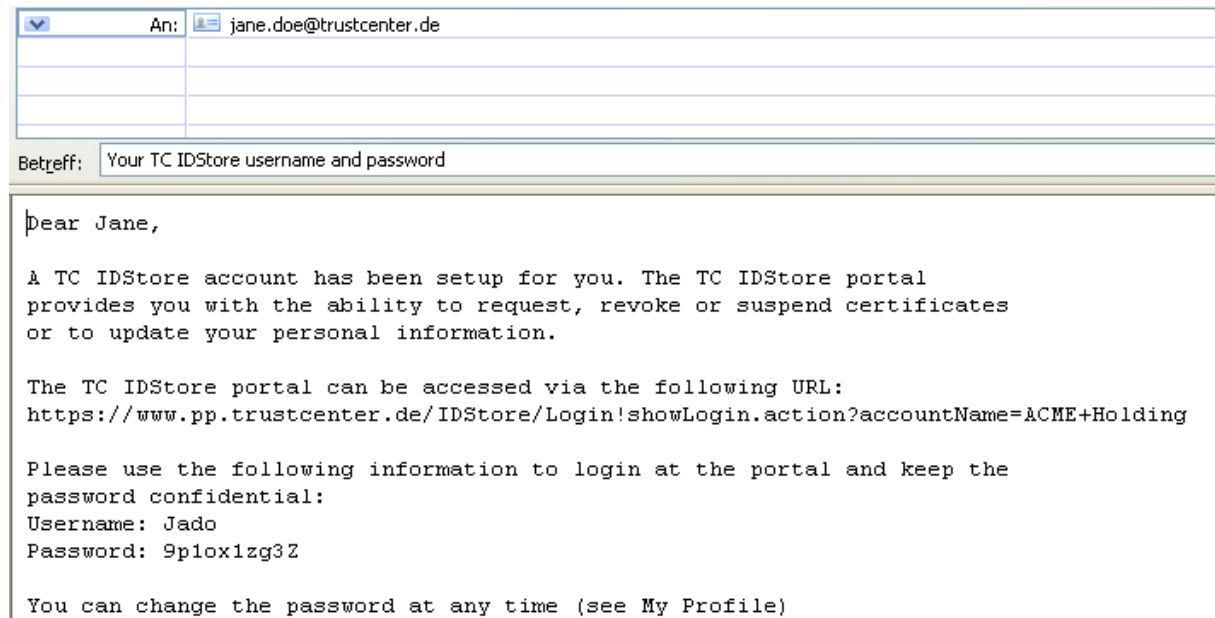 An: jane.doe@trustcenter.de
Betreff: Your TC IDStore username and password
Dear Jane,
A TC IDStore account has been setup for you. The TC IDStore portal
provides you with the ability to request, revoke or suspend certificates
or to update your personal information.
The TC IDStore portal can be accessed via the following URL:
https://www.pp.trustcenter.de/IDStore/Login!showLogin.action?accountName=ACME+Holding
Please use the following information to login at the portal and keep the
password confidential:
Username: Jado
Password: 9p1ox1zg3Z
You can change the password at any time (see My Profile)